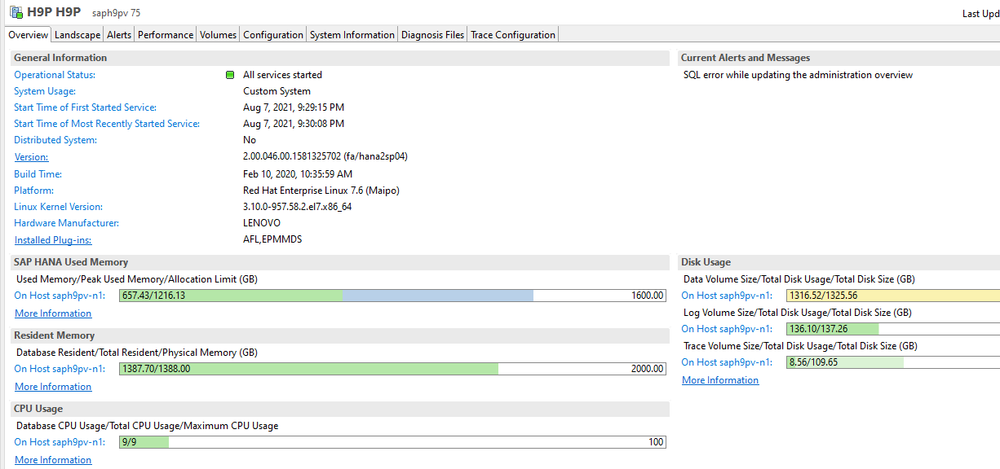 H9P H9P saph9pv 75
Last Upd
Overview Landscape Alerts Performance Volumes Configuration System Information Diagnosis Files Trace Configuration
General Information
Operational Status: All services started
System Usage: Custom System
Start Time of First Started Service: Aug 7, 2021, 9:29:15 PM
Start Time of Most Recently Started Service: Aug 7, 2021, 9:30:08 PM
Distributed System: No
Version: 2.00.046.00.1581325702 (fa/hana2sp04)
Build Time: Feb 10, 2020, 10:35:59 AM
Platform: Red Hat Enterprise Linux 7.6 (Maipo)
Linux Kernel Version: 3.10.0-957.58.2.el7.x86_64
Hardware Manufacturer: LENOVO
Installed Plug-ins: AFL,EPMMDS
Current Alerts and Messages
SQL error while updating the administration overview
SAP HANA Used Memory
Used Memory/Peak Used Memory/Allocation Limit (GB)
On Host saph9pv-n1: 657.43/1216.13 1600.00
More Information
Resident Memory
Database Resident/Total Resident/Physical Memory (GB)
On Host saph9pv-n1: 1387.70/1388.00 2000.00
More Information
CPU Usage
Database CPU Usage/Total CPU Usage/Maximum CPU Usage
On Host saph9pv-n1: 9/9 100
More Information
Disk Usage
Data Volume Size/Total Disk Usage/Total Disk Size (GB)
On Host saph9pv-n1: 1316.52/1325.56
Log Volume Size/Total Disk Usage/Total Disk Size (GB)
On Host saph9pv-n1: 136.10/137.26
Trace Volume Size/Total Disk Usage/Total Disk Size (GB)
On Host saph9pv-n1: 8.56/109.65
More Information